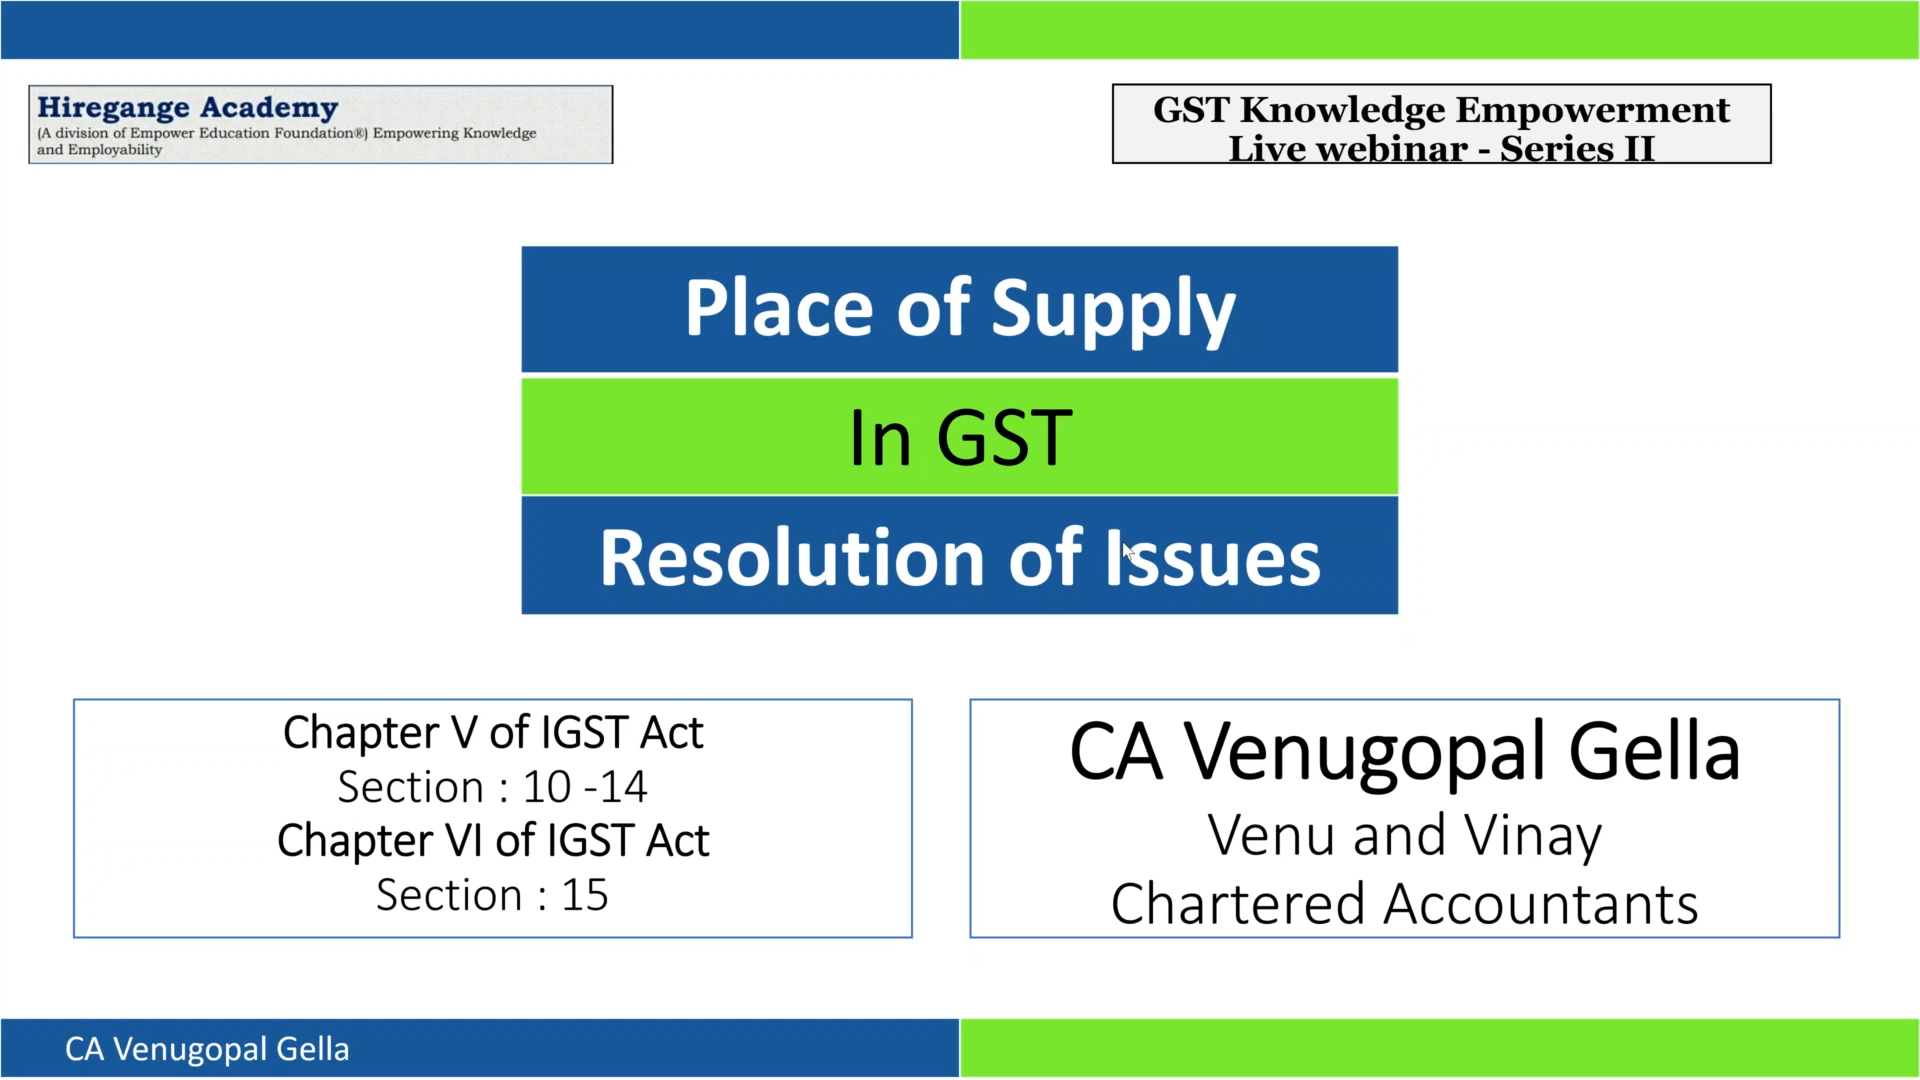 Hiregange Academy
(A division of Empower Education Foundation®) Empowering Knowledge
and Employability
GST Knowledge Empowerment
Live webinar - Series II
Place of Supply
In GST
Resolution of Issues
Chapter V of IGST Act
Section : 10 -14
Chapter VI of IGST Act
Section : 15
CA Venugopal Gella
Venu and Vinay
Chartered Accountants
CA Venugopal Gella